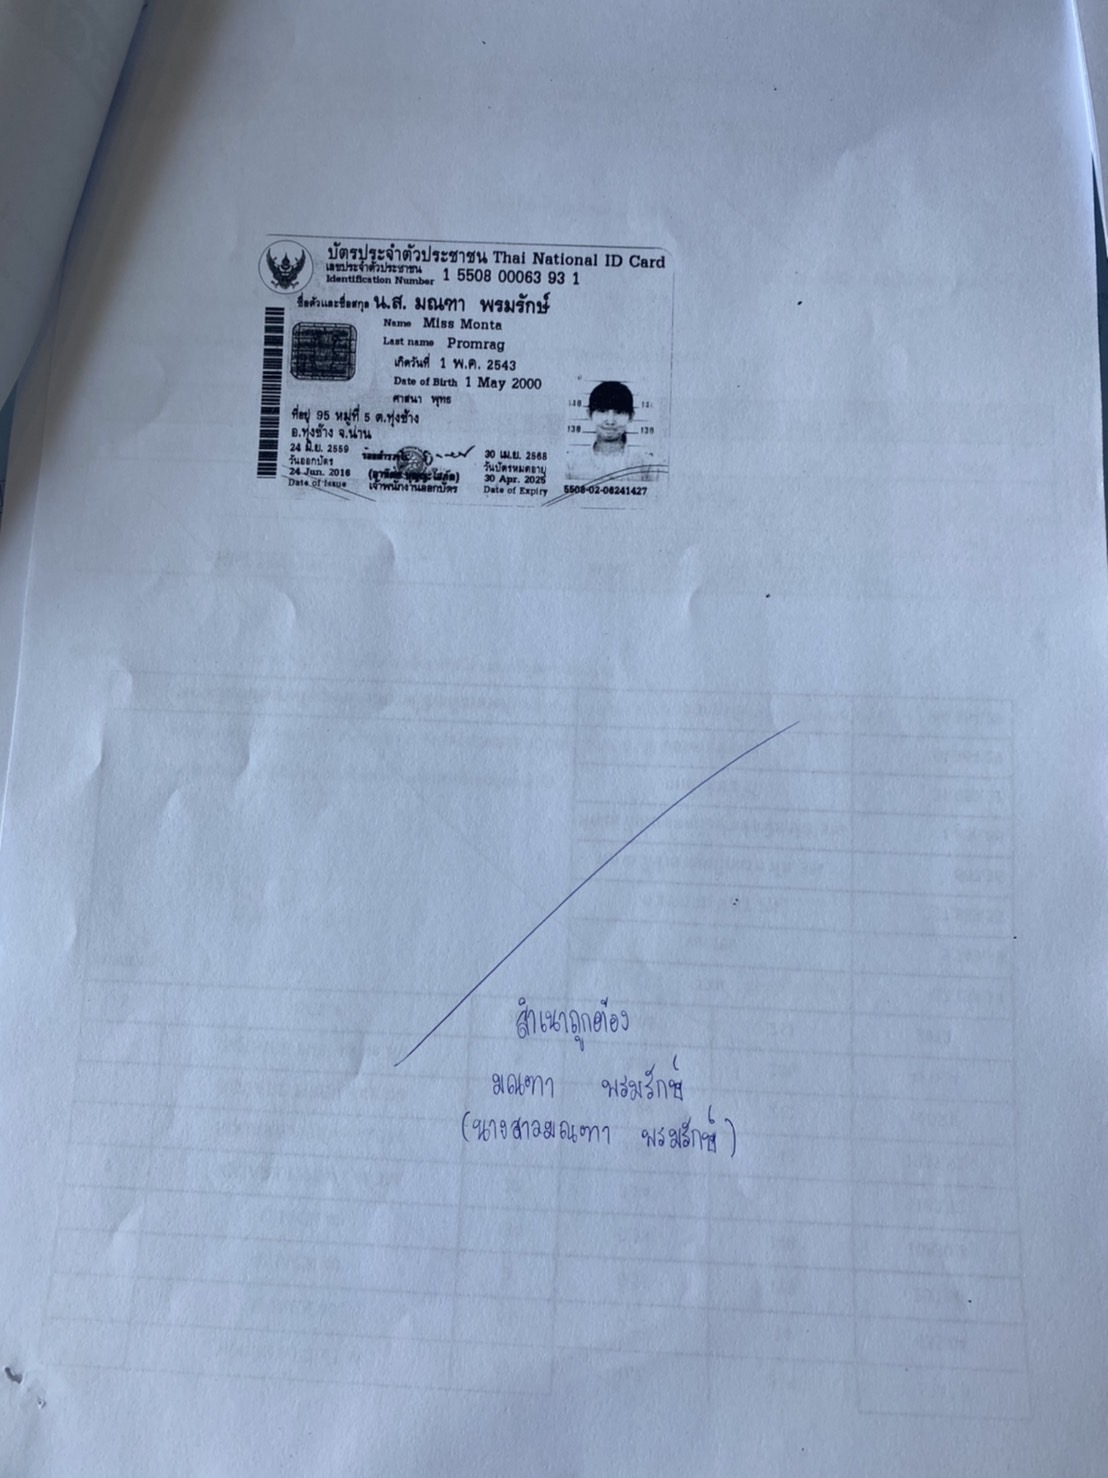 บัตรประจำตัวประชาชน Thai National ID Card
เลขประจำตัวประชาชน
Identification Number 1 5508 00063 93 1
ชื่อตัวและชื่อสกุล น.ส. มณฑา พรมรักษ์
Name Miss Monta
Last name Promrag
เกิดวันที่ 1 พ.ค. 2543
Date of Birth 1 May 2000
ศาสนา พุทธ
ที่อยู่ 95 หมู่ที่ 5 ต.ทุ่งช้าง
อ.ทุ่งช้าง จ.น่าน
24 มิ.ย. 2559
วันออกบัตร
24 Jun. 2016
Date of Issue
เจ้าพนักงานออกบัตร
30 เม.ย. 2568
วันบัตรหมดอายุ
30 Apr. 2025
Date of Expiry
5508-02-06241427
สำเนาถูกต้อง
มณฑา พรมรักษ์
(นางสาวมณฑา พรมรักษ์)